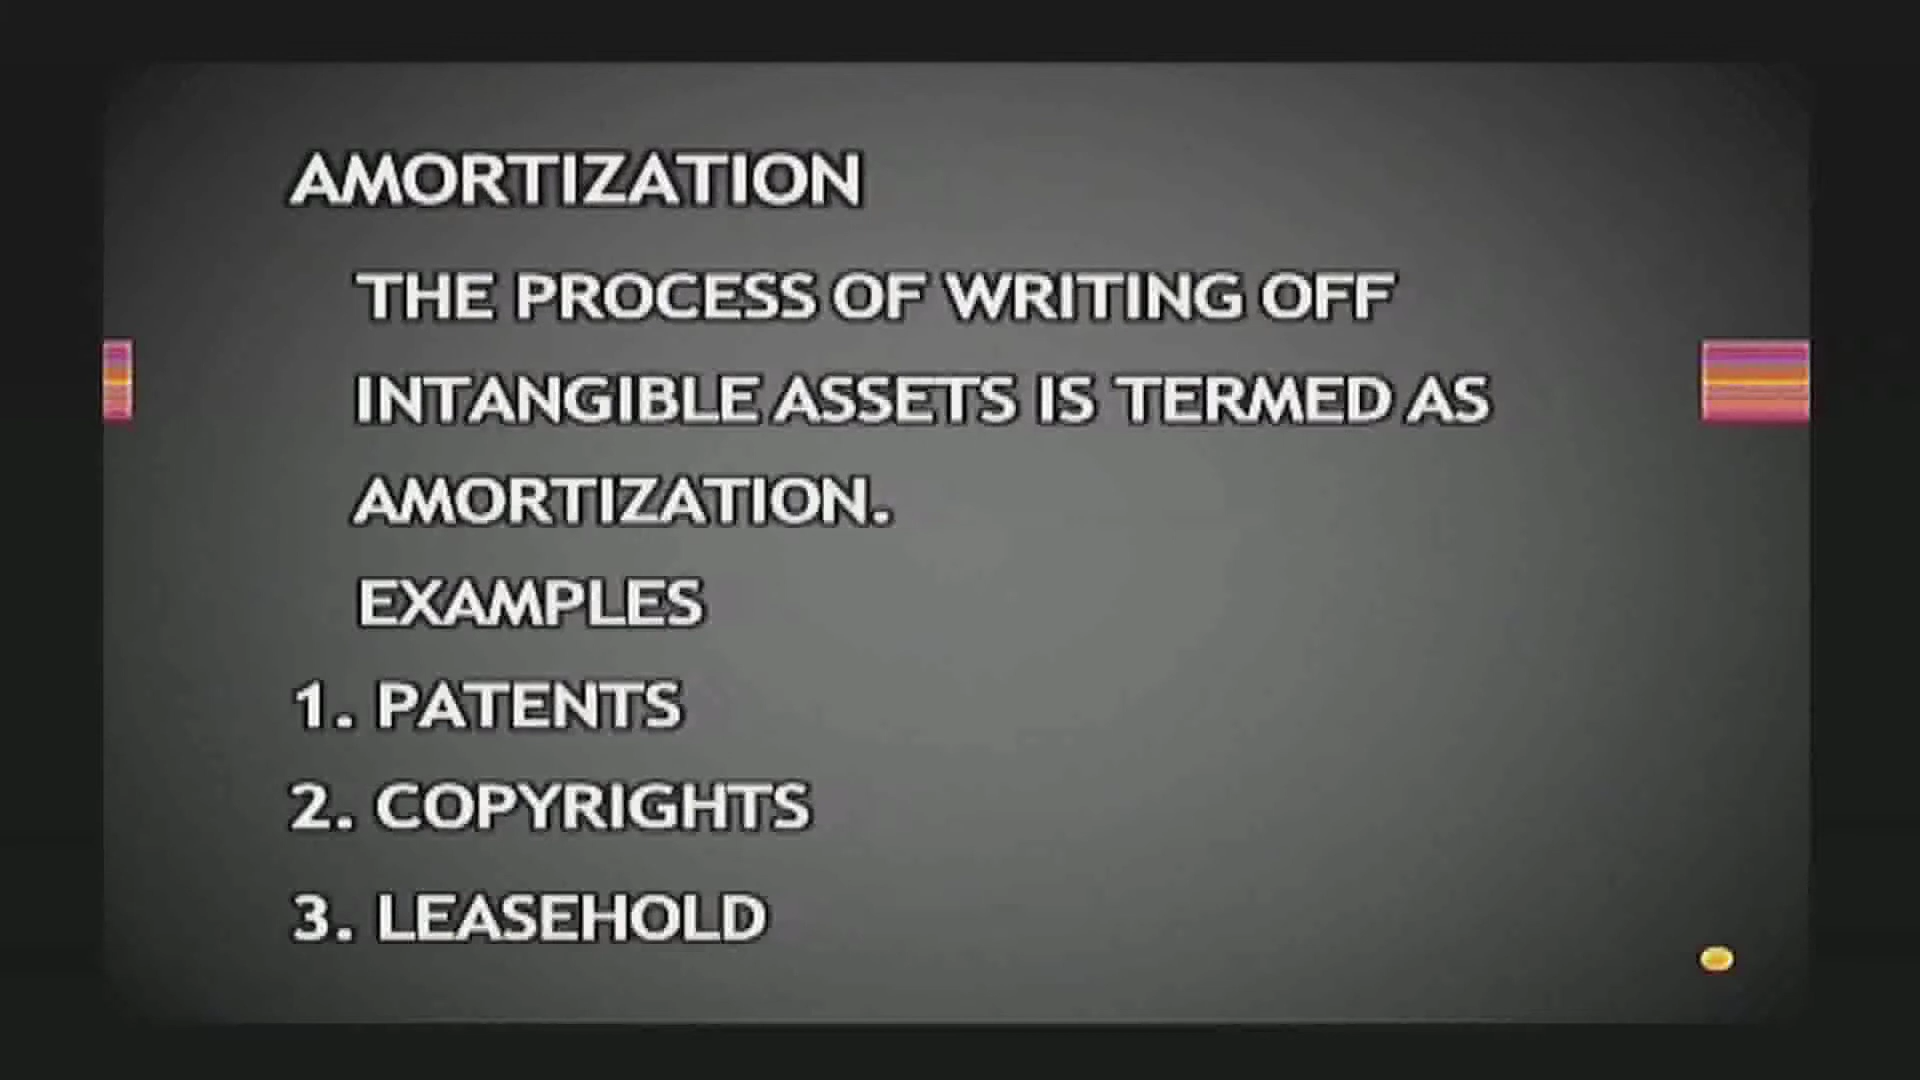 AMORTIZATION
THE PROCESS OF WRITING OFF
INTANGIBLE ASSETS IS TERMED AS
AMORTIZATION.
EXAMPLES
1. PATENTS
2. COPYRIGHTS
3. LEASEHOLD